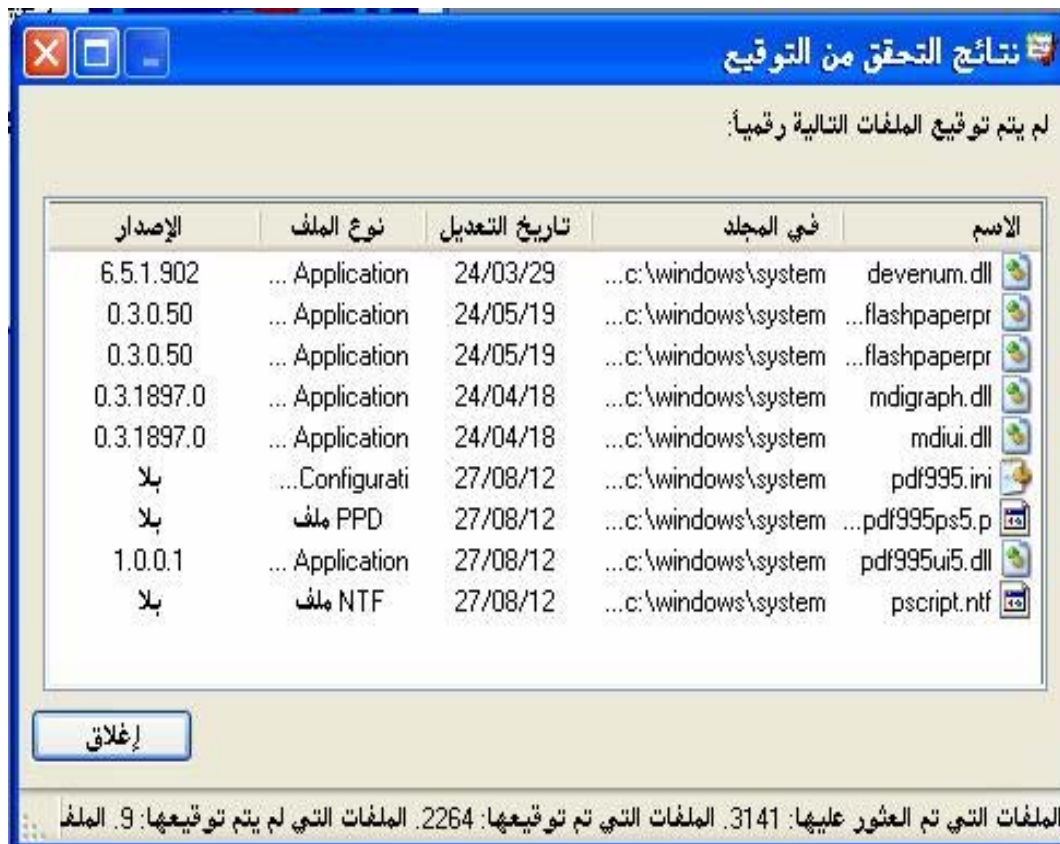 نتائج التحقق من التوقيع
لم يتم توقيع الملفات التالية رقمياً:
الاسم في المجلد تاريخ التعديل نوع الملف الإصدار
devenum.dll c:\windows\system... 24/03/29 Application ... 6.5.1.902
flashpaperpr... c:\windows\system... 24/05/19 Application ... 0.3.0.50
flashpaperpr... c:\windows\system... 24/05/19 Application ... 0.3.0.50
mdigraph.dll c:\windows\system... 24/04/18 Application ... 0.3.1897.0
mdiui.dll c:\windows\system... 24/04/18 Application ... 0.3.1897.0
pdf995.ini c:\windows\system... 27/08/12 Configurati... بلا
pdf995ps5.p... c:\windows\system... 27/08/12 ملف PPD بلا
pdf995ui5.dll c:\windows\system... 27/08/12 Application ... 1.0.0.1
pscript.ntf c:\windows\system... 27/08/12 ملف NTF بلا
إغلاق
الملفات التي تم العثور عليها: 3141. الملفات التي تم توقيعها: 2264. الملفات التي لم يتم توقيعها: 9. الملف